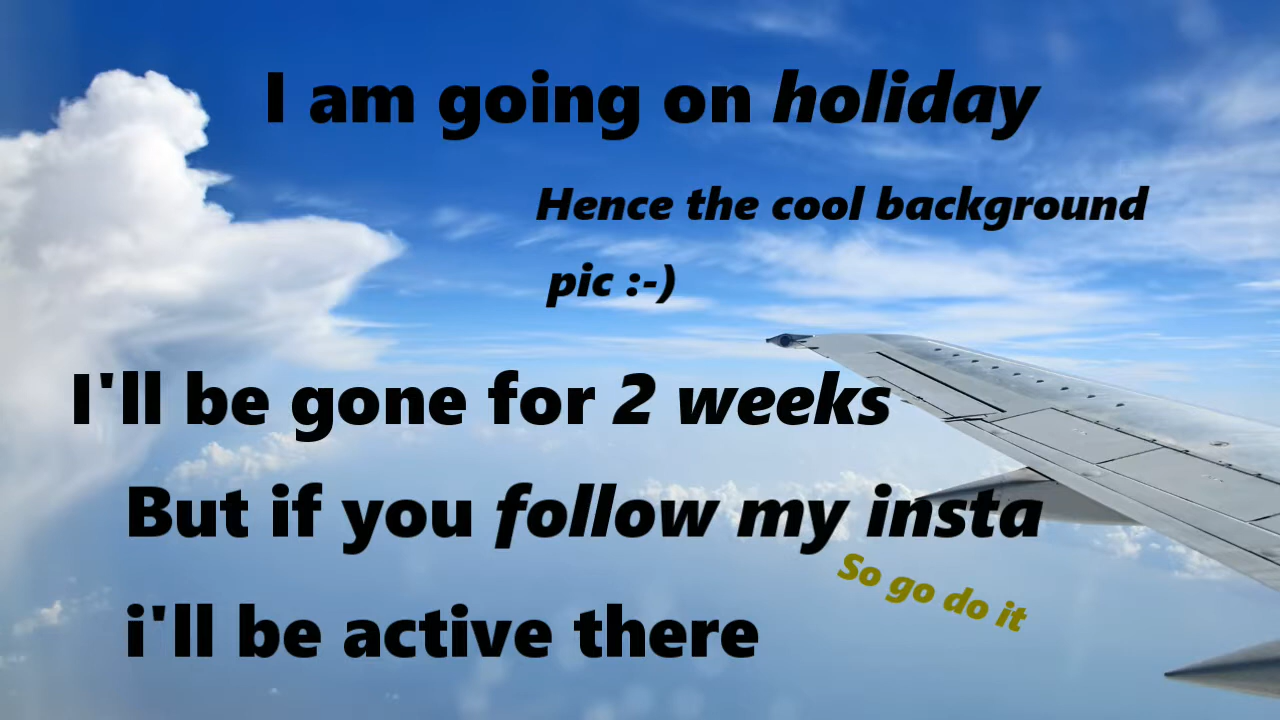 I am going on holiday
Hence the cool background
pic :-)
I'll be gone for 2 weeks
But if you follow my insta
So go do it
i'll be active there